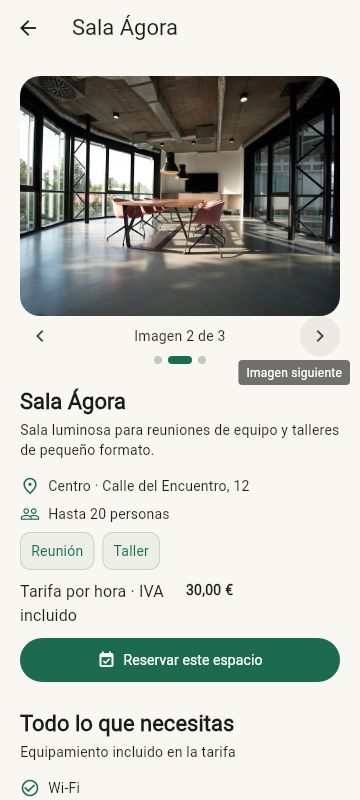 Sala Ágora
Imagen 2 de 3
Imagen siguiente
Sala Ágora
Sala luminosa para reuniones de equipo y talleres
de pequeño formato.
Centro · Calle del Encuentro, 12
Hasta 20 personas
Reunión Taller
Tarifa por hora · IVA 30,00 €
incluido
Reservar este espacio
Todo lo que necesitas
Equipamiento incluido en la tarifa
Wi-Fi